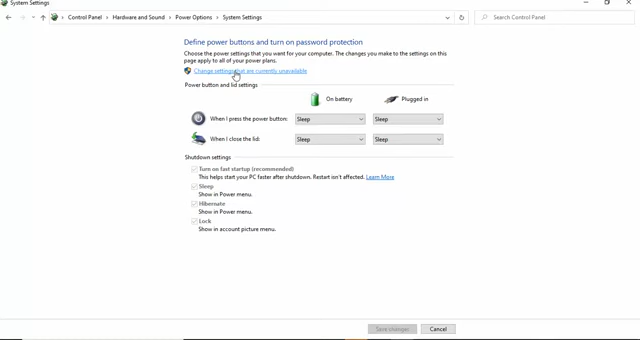 System Settings
Control Panel > Hardware and Sound > Power Options > System Settings
Search Control Panel
Define power buttons and turn on password protection
Choose the power settings that you want for your computer. The changes you make to the settings on this
page apply to all of your power plans.
Change settings that are currently unavailable
Power button and lid settings
On battery Plugged in
When I press the power button: Sleep Sleep
When I close the lid: Sleep Sleep
Shutdown settings
Turn on fast startup (recommended)
This helps start your PC faster after shutdown. Restart isn't affected. Learn More
Sleep
Show in Power menu.
Hibernate
Show in Power menu.
Lock
Show in account picture menu.
Save changes Cancel